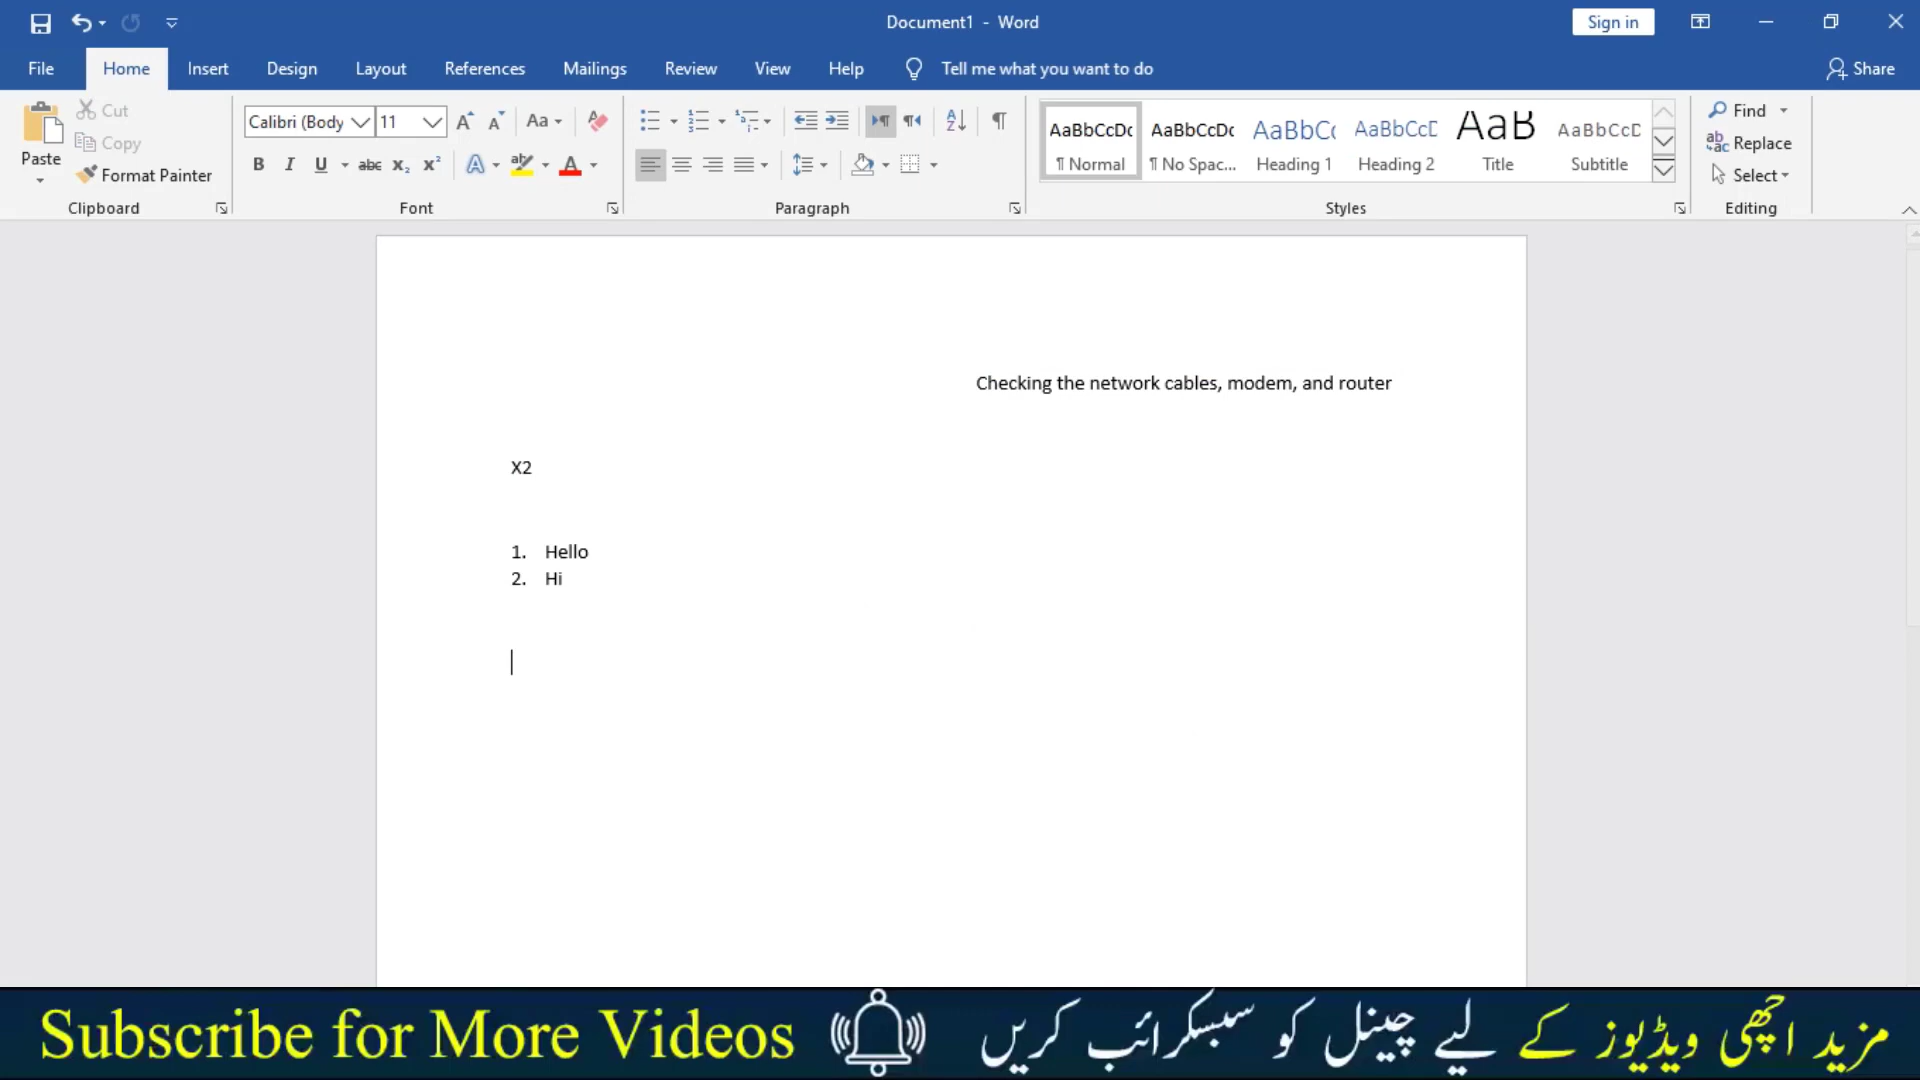 Document1 - Word
Sign in
File Home Insert Design Layout References Mailings Review View Help Tell me what you want to do Share
Paste
Cut
Copy
Format Painter
Clipboard
Calibri (Body 11
Aa
B I U abc x₂ x² A ab A
Font
A Z
Paragraph
AaBbCcDc AaBbCcDc AaBbCc AaBbCcD AaB AaBbCcD
¶ Normal ¶ No Spac... Heading 1 Heading 2 Title Subtitle
Styles
Find
Replace
Select
Editing
Checking the network cables, modem, and router
X2
1. Hello
2. Hi
Subscribe for More Videos مزید اچھی ویڈیوز کے لیے چینل کو سبسکرائب کریں